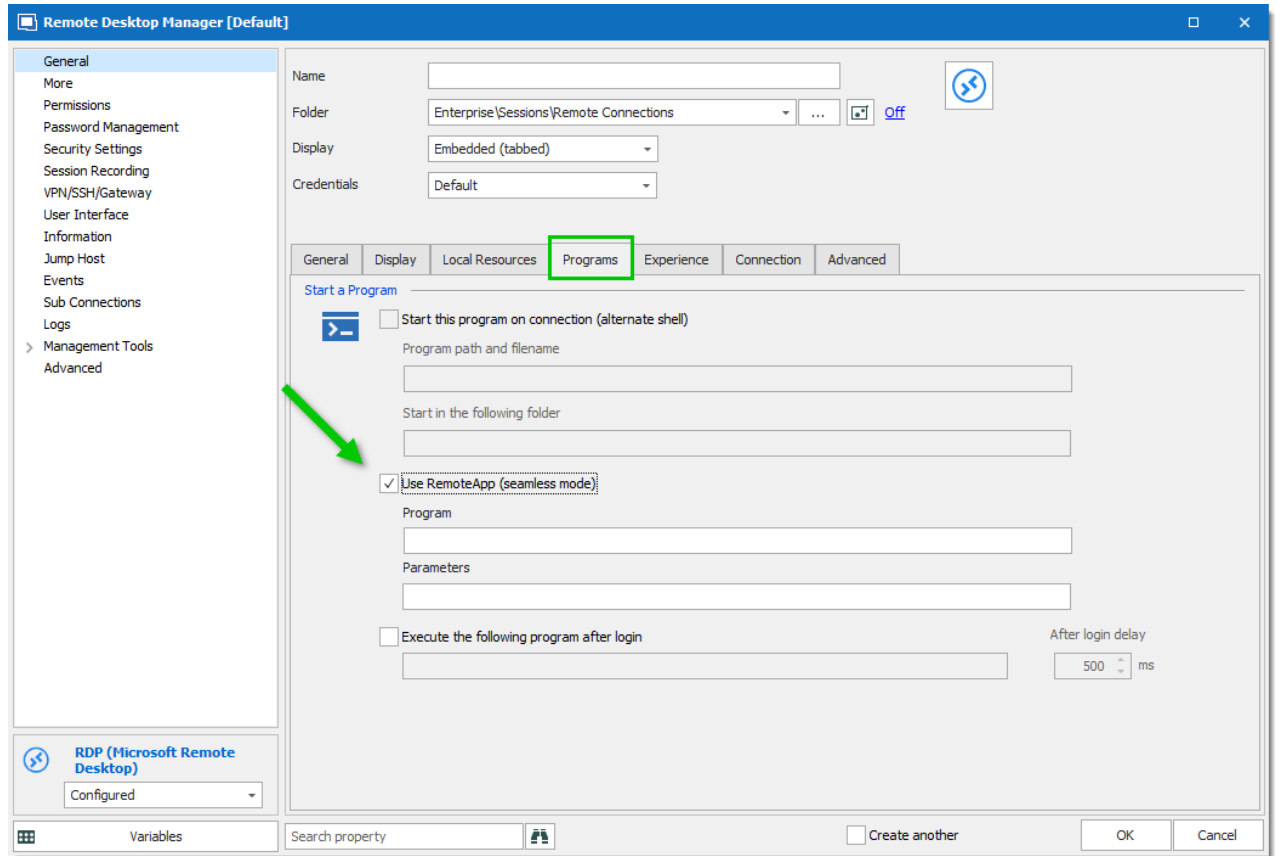 Remote Desktop Manager [Default]
General
More
Permissions
Password Management
Security Settings
Session Recording
VPN/SSH/Gateway
User Interface
Information
Jump Host
Events
Sub Connections
Logs
Management Tools
Advanced
RDP (Microsoft Remote
Desktop)
Configured
Variables
Name
Folder Enterprise\Sessions\Remote Connections ... Off
Display Embedded (tabbed)
Credentials Default
General Display Local Resources Programs Experience Connection Advanced
Start a Program
Start this program on connection (alternate shell)
Program path and filename
Start in the following folder
Use RemoteApp (seamless mode)
Program
Parameters
Execute the following program after login After login delay
500 ms
Search property Create another OK Cancel